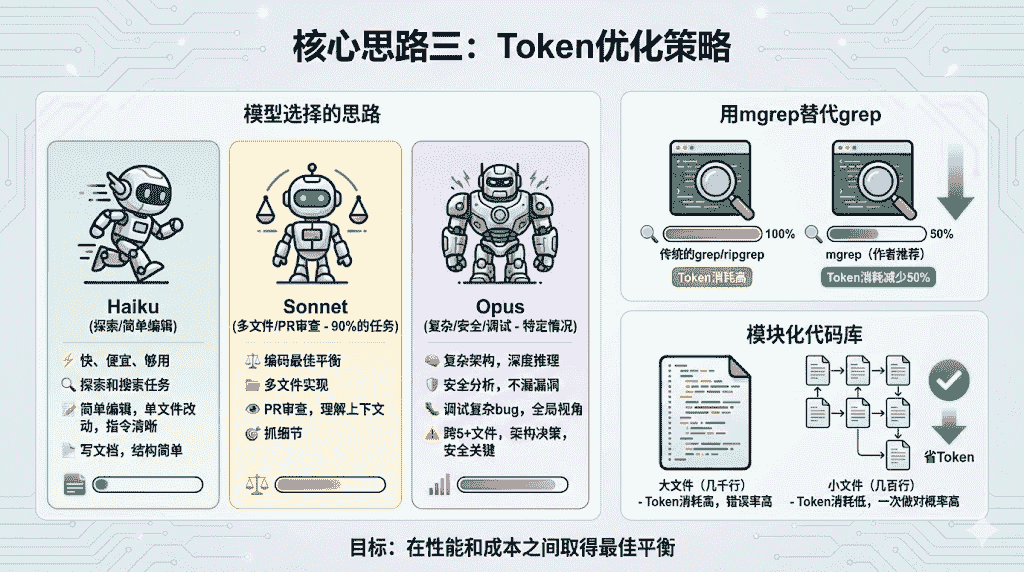 核心思路三：Token优化策略
模型选择的思路
Haiku
(探索/简单编辑)
快、便宜、够用
探索和搜索任务
简单编辑，单文件改
动，指令清晰
写文档，结构简单
Sonnet
(多文件/PR审查 - 90%的任务)
编码最佳平衡
多文件实现
PR审查，理解上下文
抓细节
Opus
(复杂/安全/调试 - 特定情况)
复杂架构，深度推理
安全分析，不漏漏洞
调试复杂bug，全局视角
跨5+文件，架构决策，
安全关键
用mgrep替代grep
100%
传统的grep/ripgrep
Token消耗高
50%
mgrep（作者推荐）
Token消耗减少50%
模块化代码库
大文件（几千行）
- Token消耗高，错误率高
省Token
小文件（几百行）
- Token消耗低，一次做对概率高
目标：在性能和成本之间取得最佳平衡